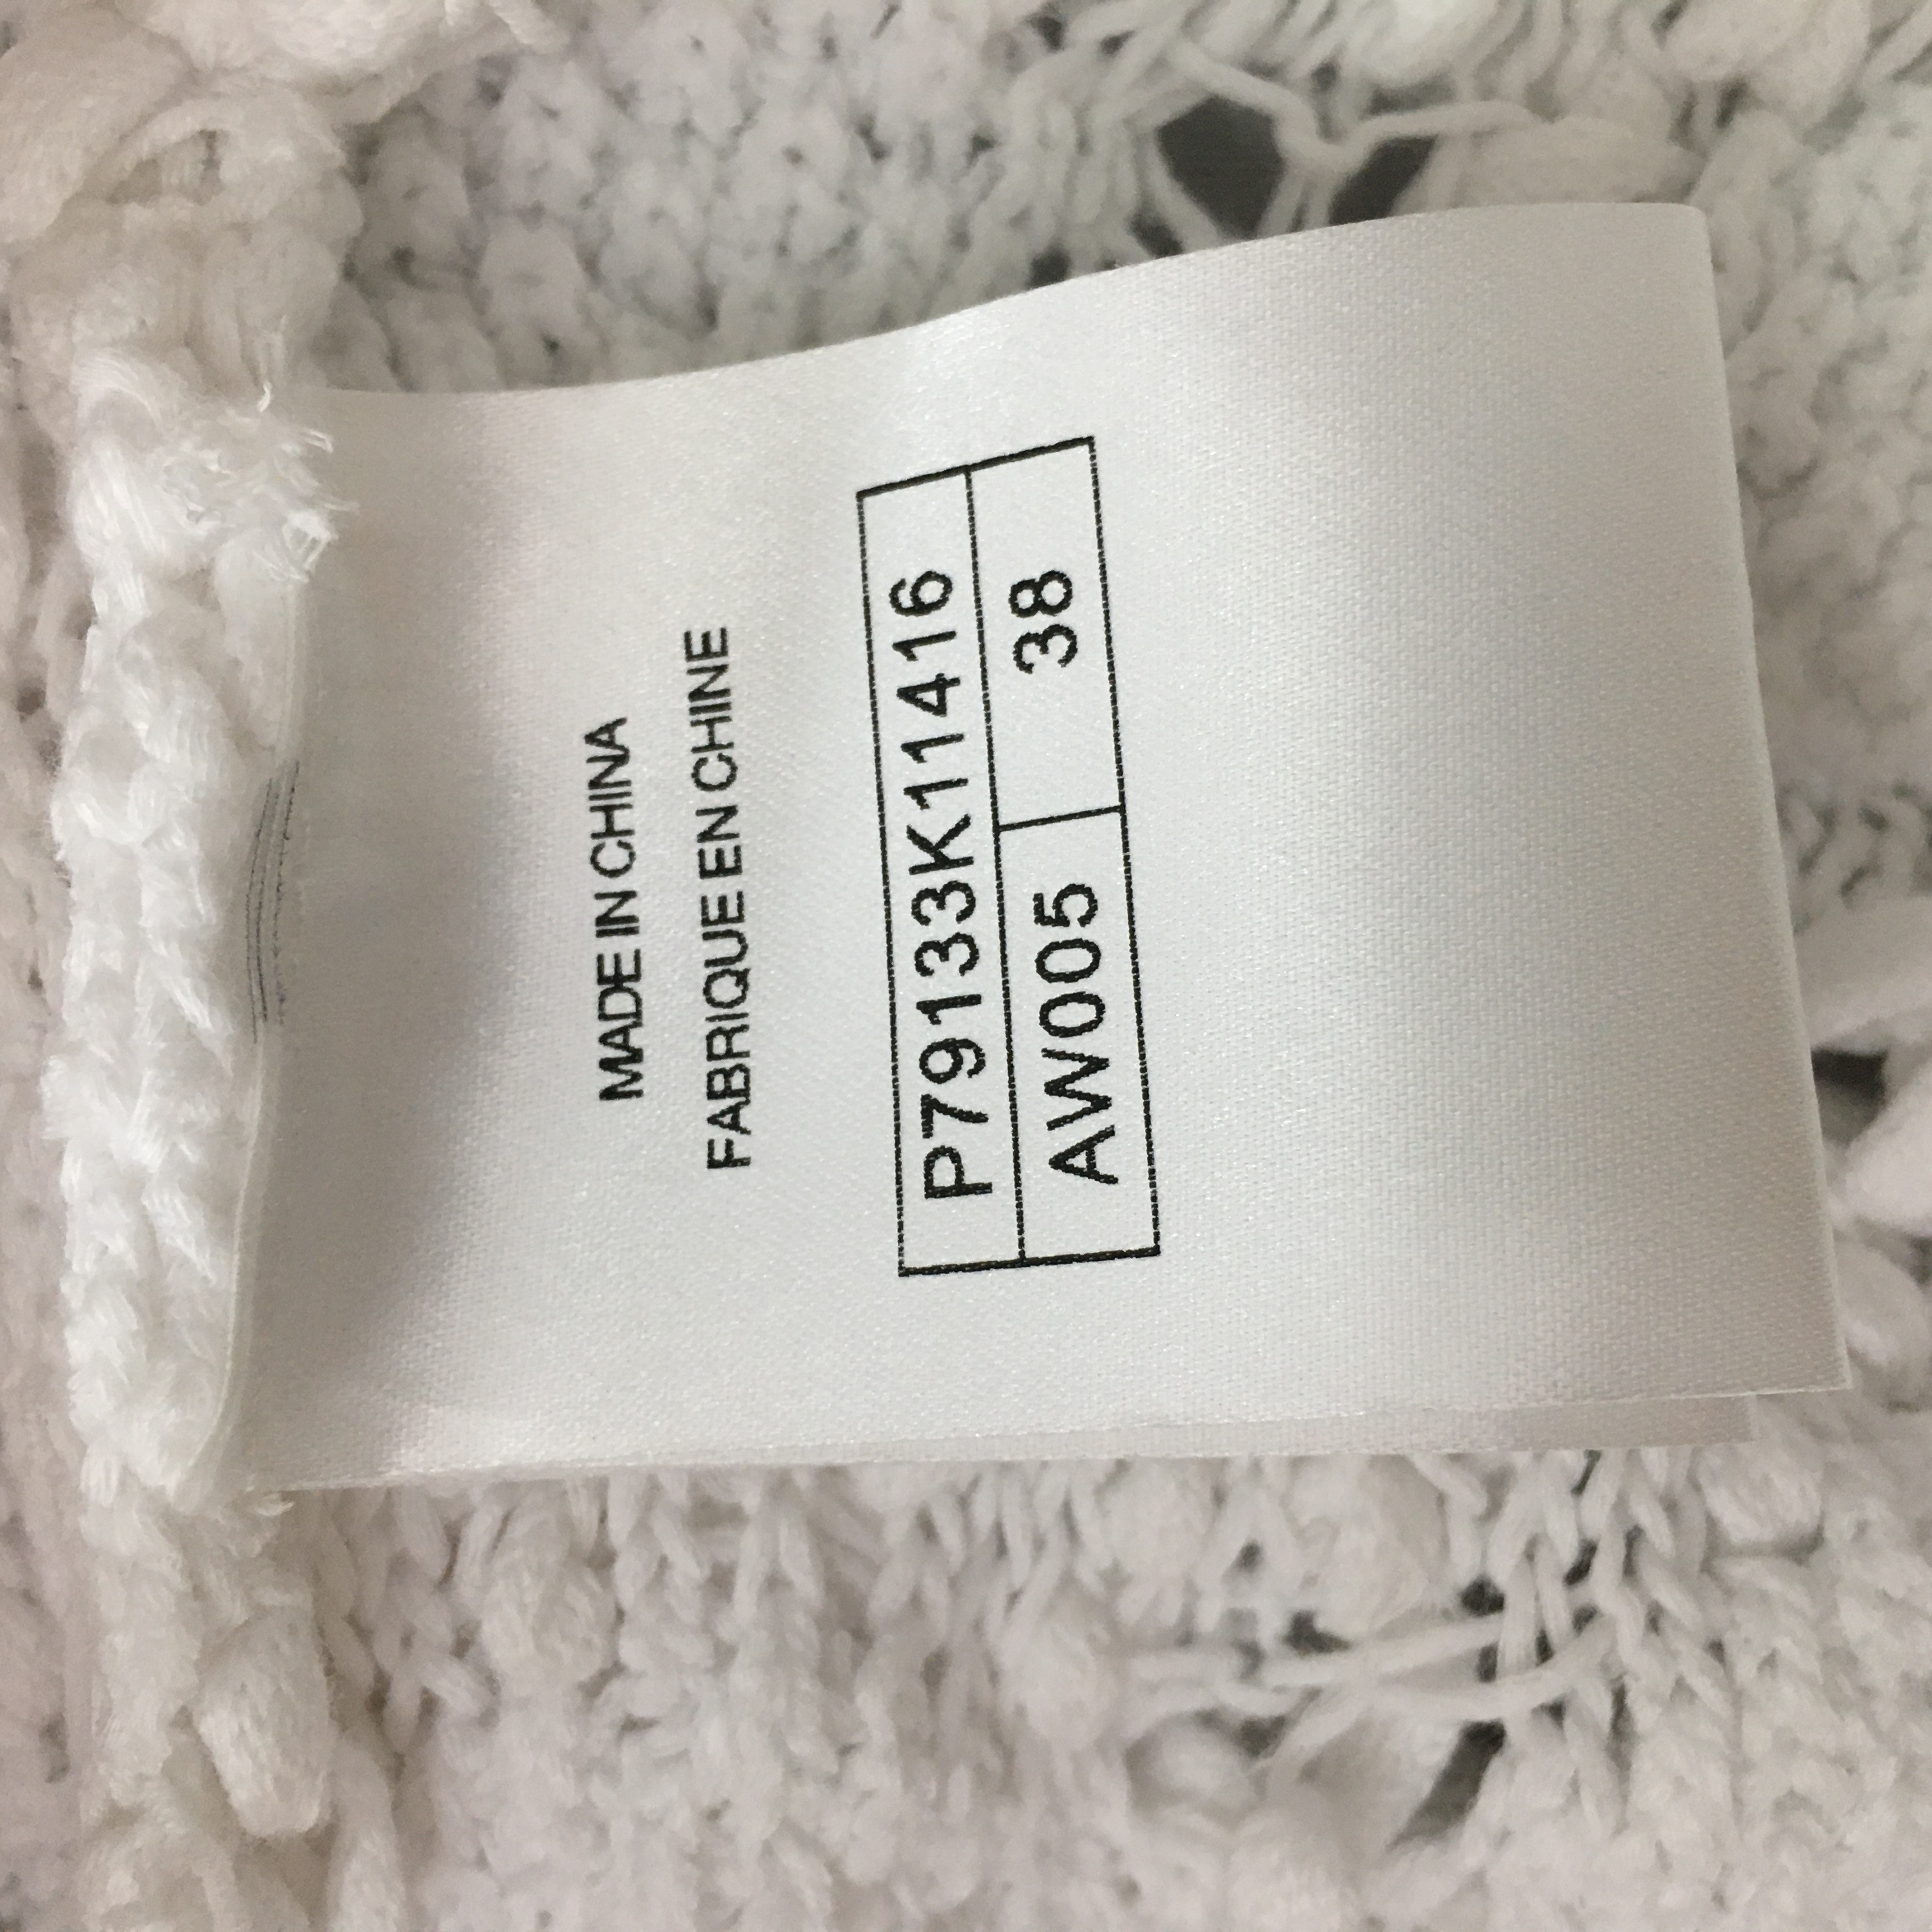 MADE IN CHINA
FABRIQUE EN CHINE
P79133K11416
AW005 38